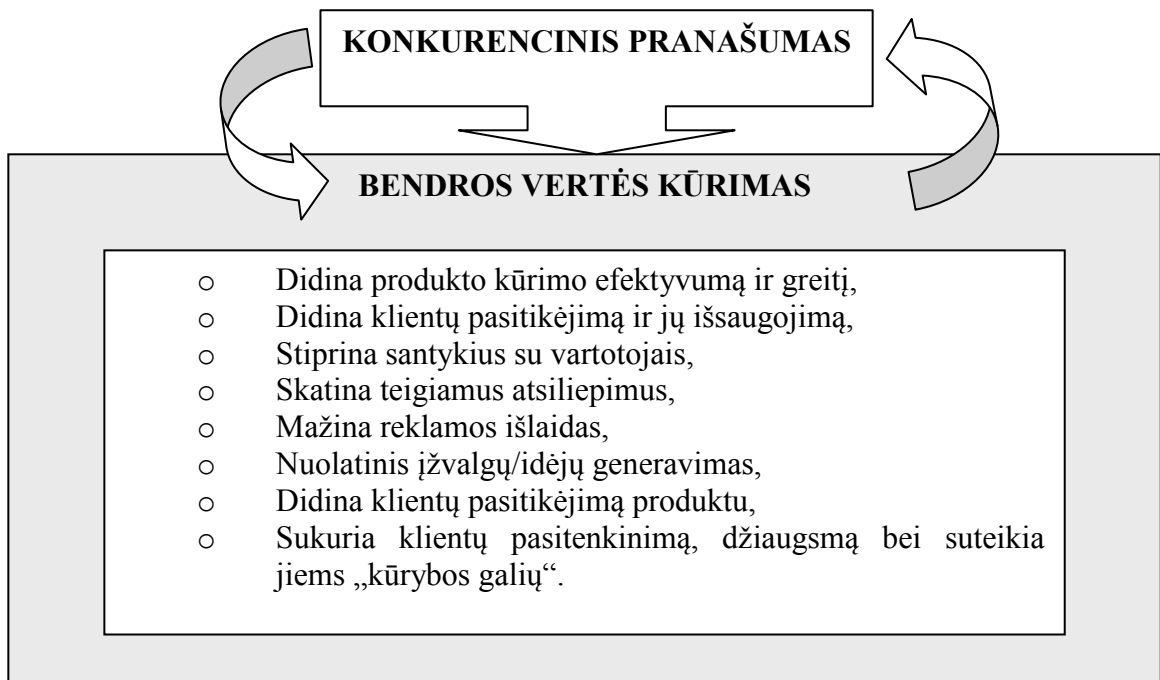 KONKURENCINIS PRANAŠUMAS
BENDROS VERTĖS KŪRIMAS
o Didina produkto kūrimo efektyvumą ir greitį,
o Didina klientų pasitikėjimą ir jų išsaugojimą,
o Stiprina santykius su vartotojais,
o Skatina teigiamus atsiliepimus,
o Mažina reklamos išlaidas,
o Nuolatinis įžvalgų/idėjų generavimas,
o Didina klientų pasitikėjimą produktu,
o Sukuria klientų pasitenkinimą, džiaugsmą bei suteikia
jiems „kūrybos galių“.